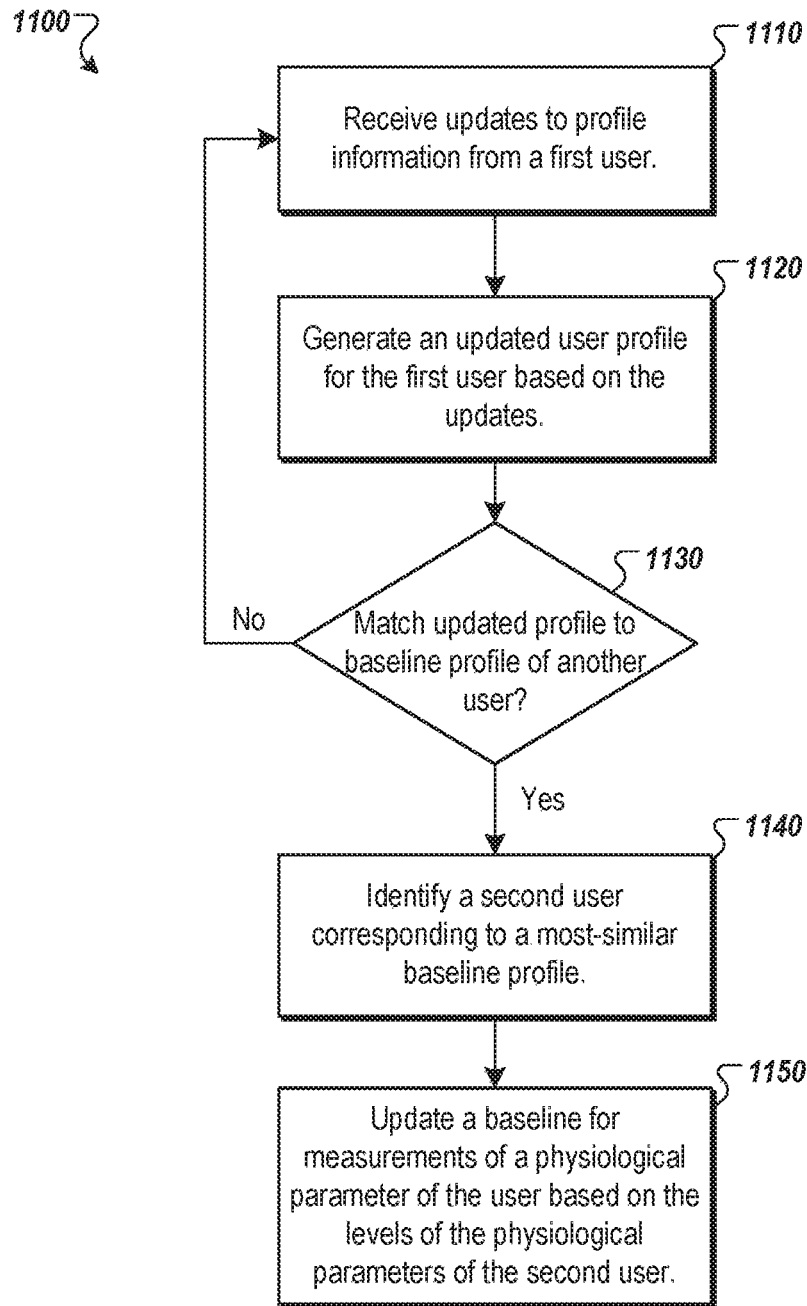 1100
1110
Receive updates to profile
information from a first user.
1120
Generate an updated user profile
for the first user based on the
updates.
1130
No
Match updated profile to
baseline profile of another
user?
Yes
1140
Identify a second user
corresponding to a most-similar
baseline profile.
1150
Update a baseline for
measurements of a physiological
parameter of the user based on the
levels of the physiological
parameters of the second user.